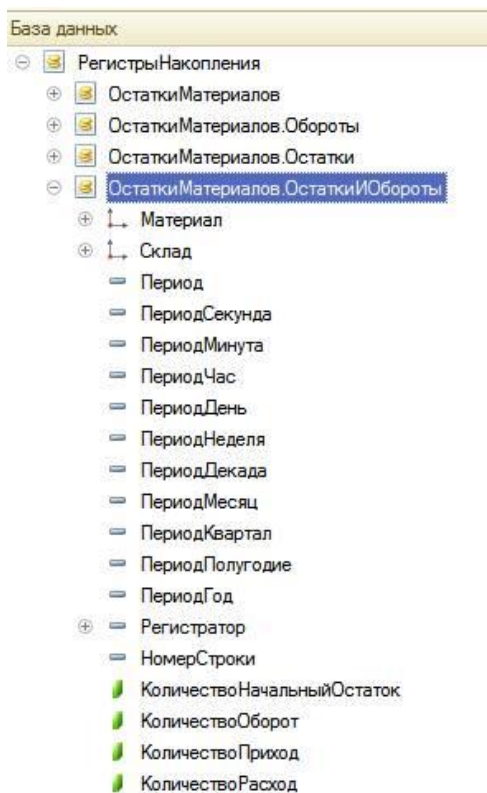 База данных
РегистрыНакопления
ОстаткиМатериалов
ОстаткиМатериалов.Обороты
ОстаткиМатериалов.Остатки
ОстаткиМатериалов.ОстаткиИОбороты
Материал
Склад
Период
ПериодСекунда
ПериодМинута
ПериодЧас
ПериодДень
ПериодНеделя
ПериодДекада
ПериодМесяц
ПериодКвартал
ПериодПолугодие
ПериодГод
Регистратор
НомерСтроки
КоличествоНачальныйОстаток
КоличествоОборот
КоличествоПриход
КоличествоРасход